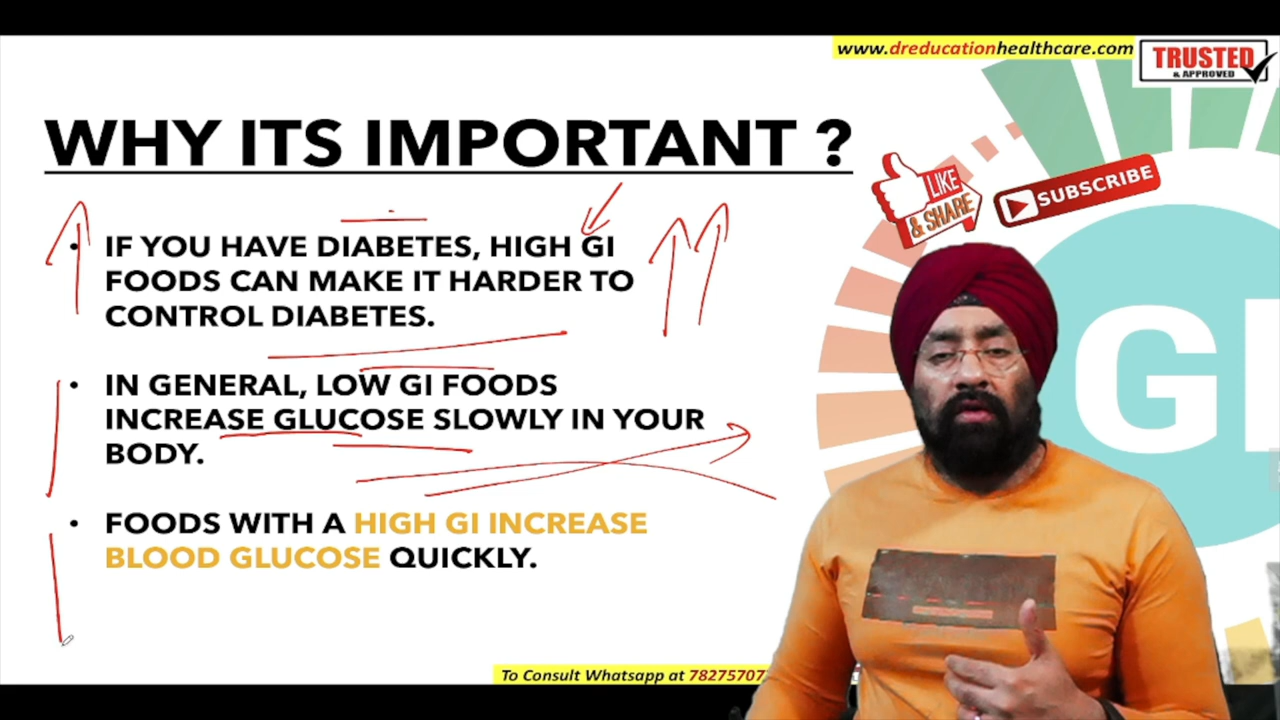 www.dreducationhealthcare.com
TRUSTED
& APPROVED
WHY ITS IMPORTANT ?
LIKE
& SHARE
SUBSCRIBE
• IF YOU HAVE DIABETES, HIGH GI
FOODS CAN MAKE IT HARDER TO
CONTROL DIABETES.
• IN GENERAL, LOW GI FOODS
INCREASE GLUCOSE SLOWLY IN YOUR
BODY.
• FOODS WITH A HIGH GI INCREASE
BLOOD GLUCOSE QUICKLY.
GI
To Consult Whatsapp at